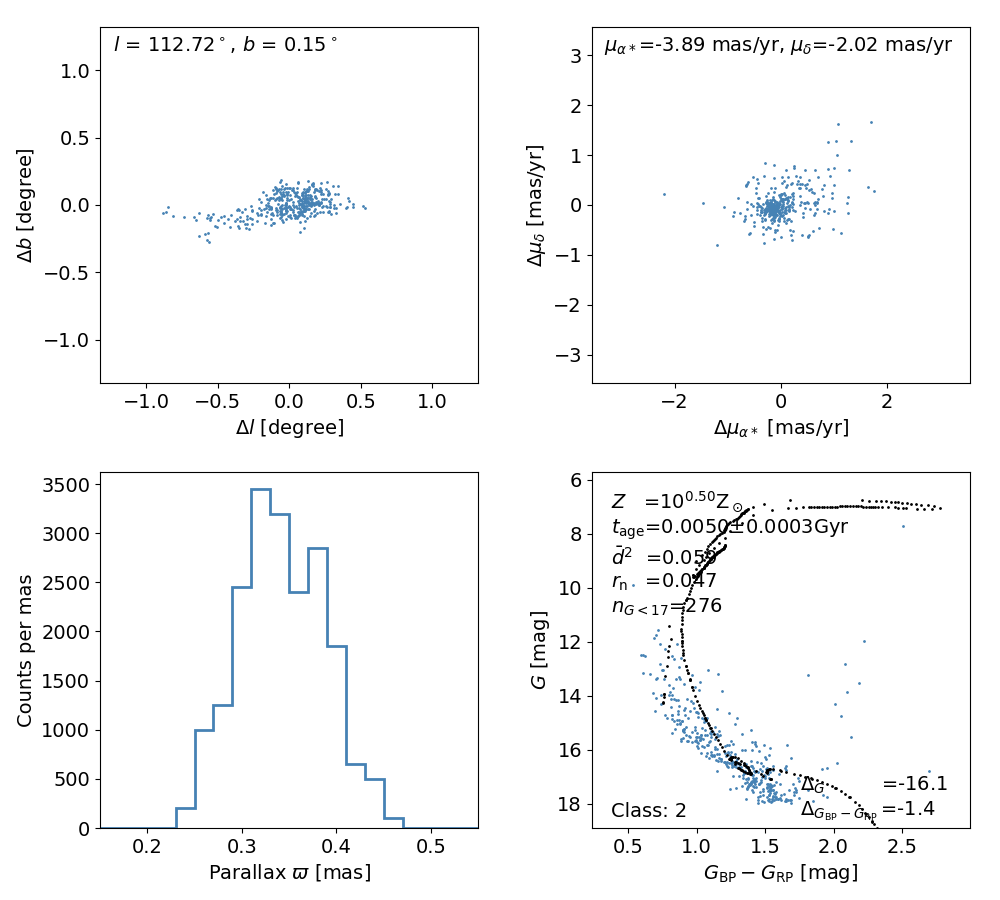 l = 112.72°, b = 0.15°
1.0
0.5
0.0
−0.5
−1.0
Δb [degree]
−1.0 −0.5 0.0 0.5 1.0
Δl [degree]
μα*=-3.89 mas/yr, μδ=-2.02 mas/yr
3
2
1
0
−1
−2
−3
Δμδ [mas/yr]
−2 0 2
Δμα* [mas/yr]
3500
3000
2500
2000
1500
1000
500
0
Counts per mas
0.2 0.3 0.4 0.5
Parallax ϖ [mas]
Z =10^0.50 Z⊙
t_age=0.0050±0.0003Gyr
d̄² =0.059
r_n =0.047
n_G<17=276
6
8
10
12
14
16
18
G [mag]
Δ_G =-16.1
Class: 2
Δ_G_BP−G_RP =-1.4
0.5 1.0 1.5 2.0 2.5
G_BP − G_RP [mag]